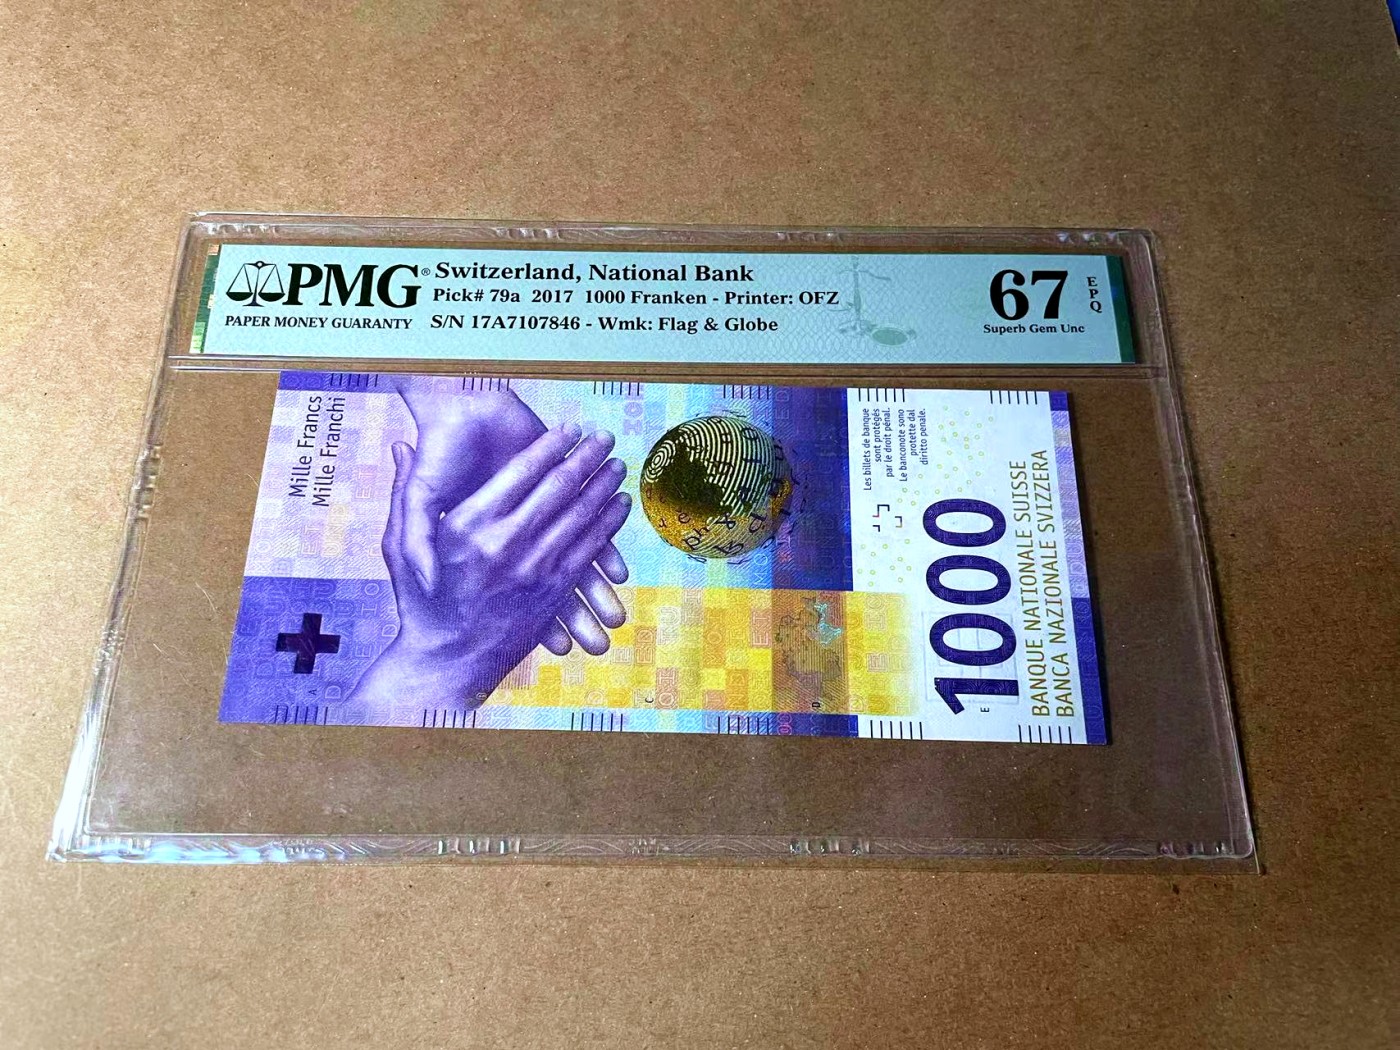 PMG®
PAPER MONEY GUARANTY
Switzerland, National Bank
Pick# 79a 2017 1000 Franken - Printer: OFZ
S/N 17A7107846 - Wmk: Flag & Globe
67
EPQ
Superb Gem Unc
Mille Francs
Mille Franchi
Les billets de banque
sont protégés
par le droit pénal.
Le banconote sono
protette dal
diritto penale.
1000
BANQUE NATIONALE SUISSE
BANCA NAZIONALE SVIZZERA
A
C
D
E